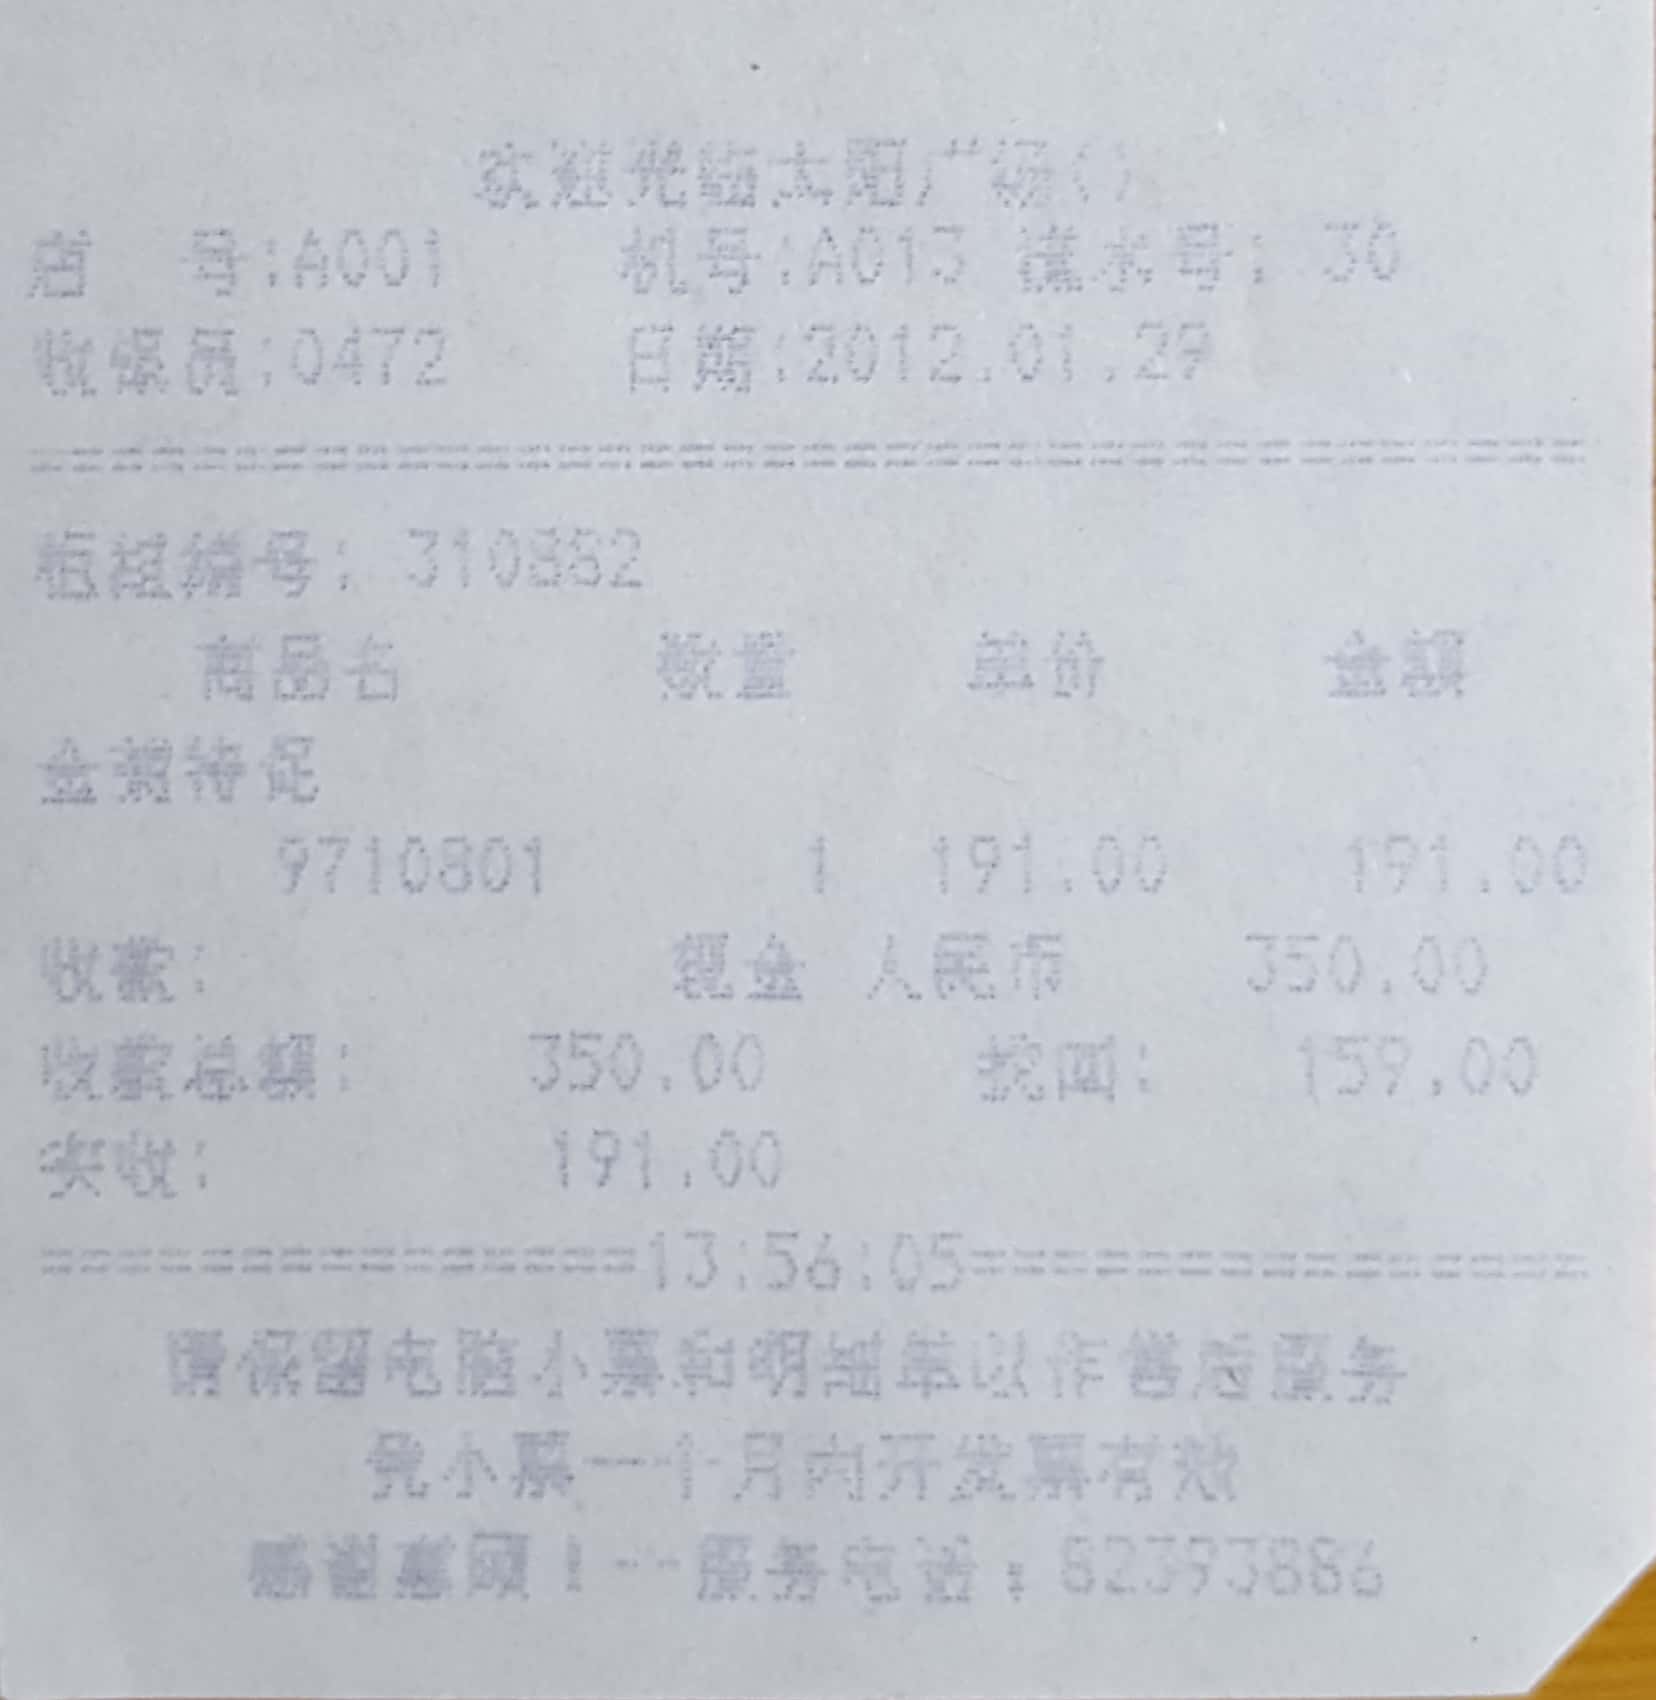 欢迎光临太阳广场()
店 号:A001 机号:A013 流水号: 30
收银员:0472 日期:2012.01.29
======================================
柜组编号: 310882
商品名 数量 单价 金额
金瀬特促
9710801 1 191.00 191.00
收款: 现金 人民币 350.00
收款总额: 350.00 找回: 159.00
实收: 191.00
===============13:56:05===============
请保留电脑小票和明细单以作售后服务
凭小票一个月内开发票有效
感谢惠顾！--服务电话：82393886